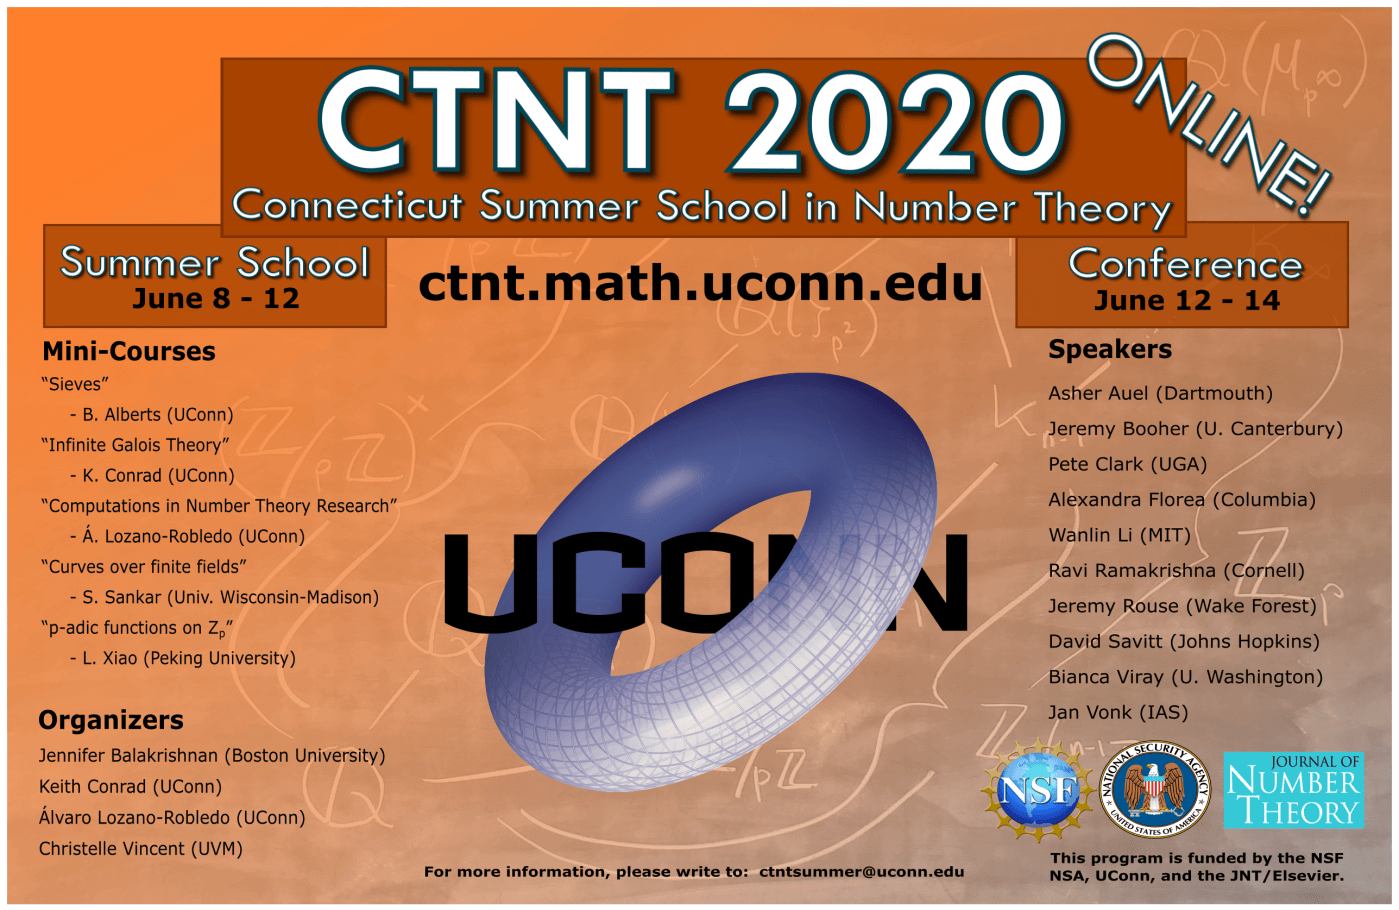 CTNT 2020
ONLINE!
Connecticut Summer School in Number Theory
Summer School
June 8 - 12
ctnt.math.uconn.edu
Conference
June 12 - 14
Mini-Courses
“Sieves”
- B. Alberts (UConn)
“Infinite Galois Theory”
- K. Conrad (UConn)
“Computations in Number Theory Research”
- Á. Lozano-Robledo (UConn)
“Curves over finite fields”
- S. Sankar (Univ. Wisconsin-Madison)
“p-adic functions on Zp”
- L. Xiao (Peking University)
Organizers
Jennifer Balakrishnan (Boston University)
Keith Conrad (UConn)
Álvaro Lozano-Robledo (UConn)
Christelle Vincent (UVM)
UCONN
For more information, please write to: ctntsummer@uconn.edu
Speakers
Asher Auel (Dartmouth)
Jeremy Booher (U. Canterbury)
Pete Clark (UGA)
Alexandra Florea (Columbia)
Wanlin Li (MIT)
Ravi Ramakrishna (Cornell)
Jeremy Rouse (Wake Forest)
David Savitt (Johns Hopkins)
Bianca Viray (U. Washington)
Jan Vonk (IAS)
NSF
NATIONAL SECURITY AGENCY
UNITED STATES OF AMERICA
JOURNAL OF
NUMBER
THEORY
This program is funded by the NSF
NSA, UConn, and the JNT/Elsevier.